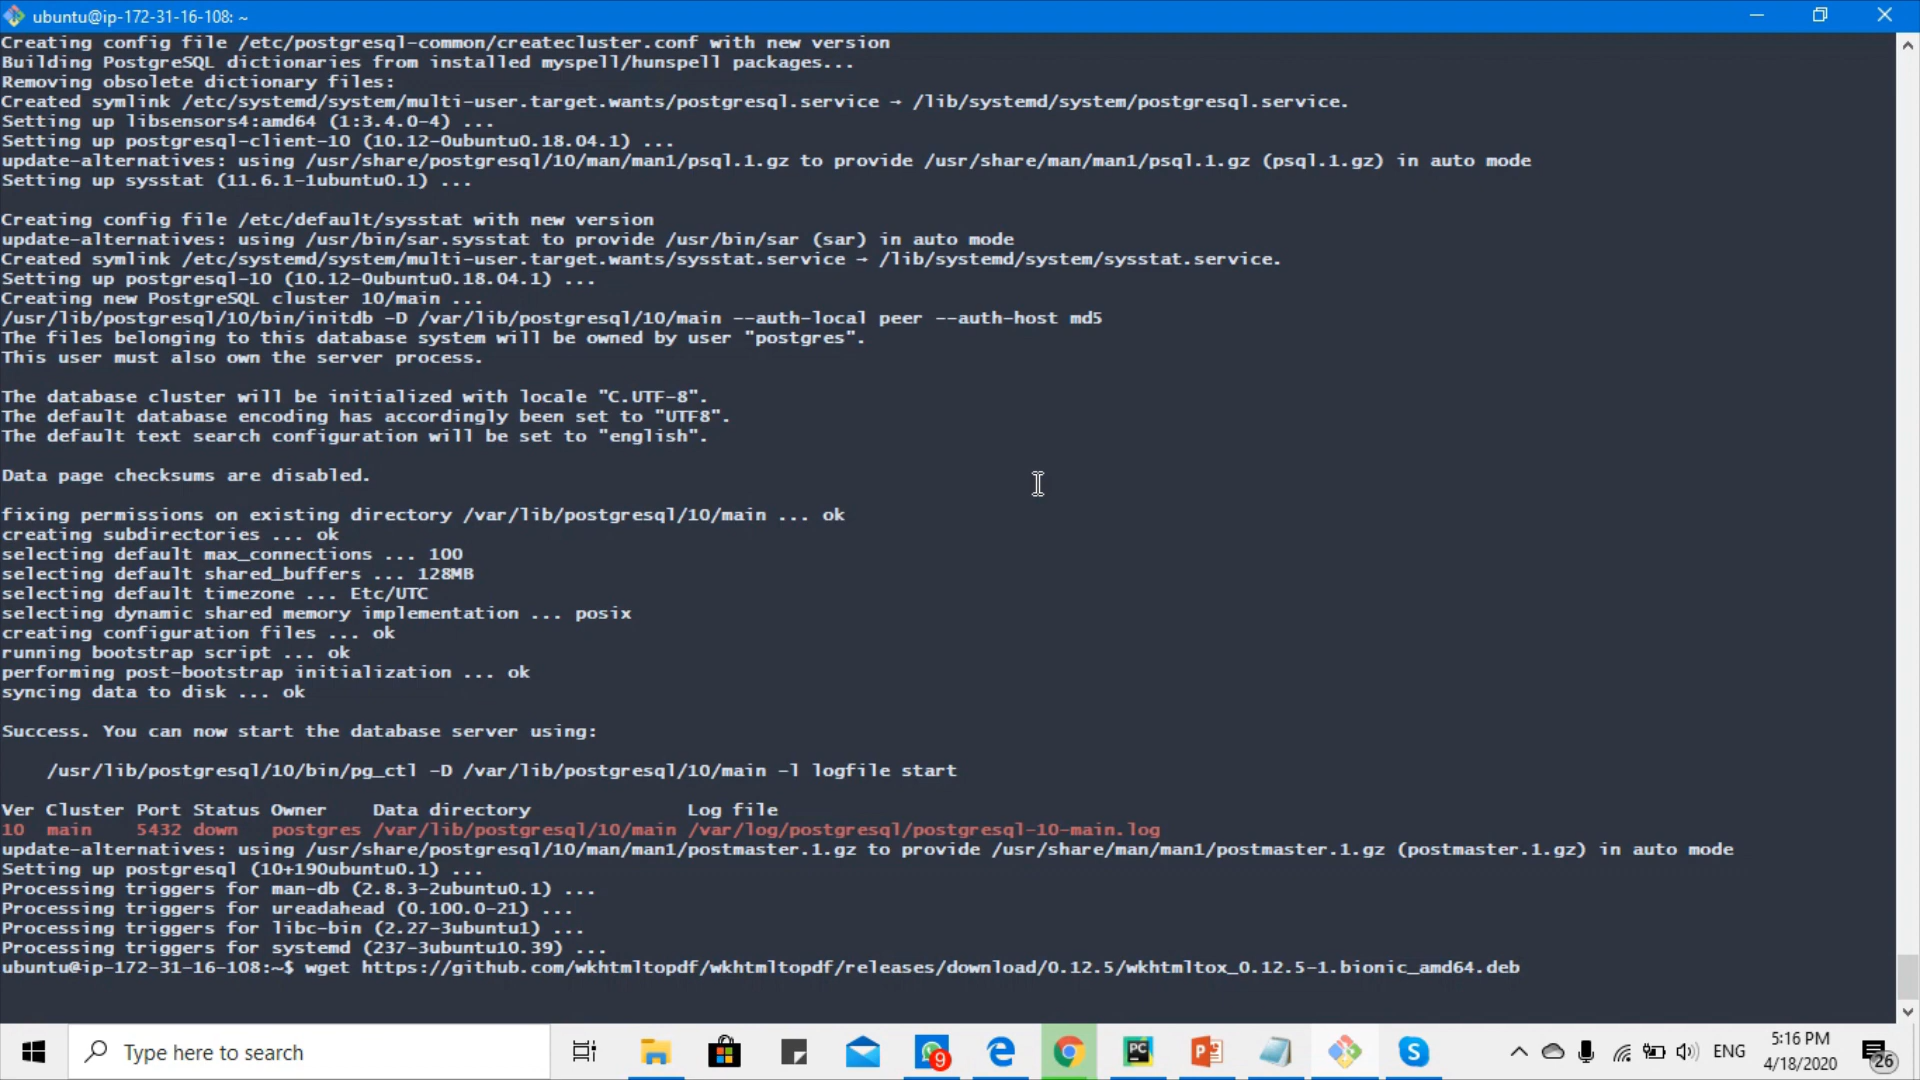 ubuntu@ip-172-31-16-108: ~
Creating config file /etc/postgresql-common/createcluster.conf with new version
Building PostgreSQL dictionaries from installed myspell/hunspell packages...
Removing obsolete dictionary files:
Created symlink /etc/systemd/system/multi-user.target.wants/postgresql.service → /lib/systemd/system/postgresql.service.
Setting up libsensors4:amd64 (1:3.4.0-4) ...
Setting up postgresql-client-10 (10.12-0ubuntu0.18.04.1) ...
update-alternatives: using /usr/share/postgresql/10/man/man1/psql.1.gz to provide /usr/share/man/man1/psql.1.gz (psql.1.gz) in auto mode
Setting up sysstat (11.6.1-1ubuntu0.1) ...
Creating config file /etc/default/sysstat with new version
update-alternatives: using /usr/bin/sar.sysstat to provide /usr/bin/sar (sar) in auto mode
Created symlink /etc/systemd/system/multi-user.target.wants/sysstat.service → /lib/systemd/system/sysstat.service.
Setting up postgresql-10 (10.12-0ubuntu0.18.04.1) ...
Creating new PostgreSQL cluster 10/main ...
/usr/lib/postgresql/10/bin/initdb -D /var/lib/postgresql/10/main --auth-local peer --auth-host md5
The files belonging to this database system will be owned by user "postgres".
This user must also own the server process.
The database cluster will be initialized with locale "C.UTF-8".
The default database encoding has accordingly been set to "UTF8".
The default text search configuration will be set to "english".
Data page checksums are disabled.
fixing permissions on existing directory /var/lib/postgresql/10/main ... ok
creating subdirectories ... ok
selecting default max_connections ... 100
selecting default shared_buffers ... 128MB
selecting default timezone ... Etc/UTC
selecting dynamic shared memory implementation ... posix
creating configuration files ... ok
running bootstrap script ... ok
performing post-bootstrap initialization ... ok
syncing data to disk ... ok
Success. You can now start the database server using:
/usr/lib/postgresql/10/bin/pg_ctl -D /var/lib/postgresql/10/main -l logfile start
Ver Cluster Port Status Owner    Data directory              Log file
10  main    5432 down   postgres /var/lib/postgresql/10/main /var/log/postgresql/postgresql-10-main.log
update-alternatives: using /usr/share/postgresql/10/man/man1/postmaster.1.gz to provide /usr/share/man/man1/postmaster.1.gz (postmaster.1.gz) in auto mode
Setting up postgresql (10+190ubuntu0.1) ...
Processing triggers for man-db (2.8.3-2ubuntu0.1) ...
Processing triggers for ureadahead (0.100.0-21) ...
Processing triggers for libc-bin (2.27-3ubuntu1) ...
Processing triggers for systemd (237-3ubuntu10.39) ...
ubuntu@ip-172-31-16-108:~$ wget https://github.com/wkhtmltopdf/wkhtmltopdf/releases/download/0.12.5/wkhtmltox_0.12.5-1.bionic_amd64.deb
Type here to search
9
PC
P
S
ENG
5:16 PM
4/18/2020
26